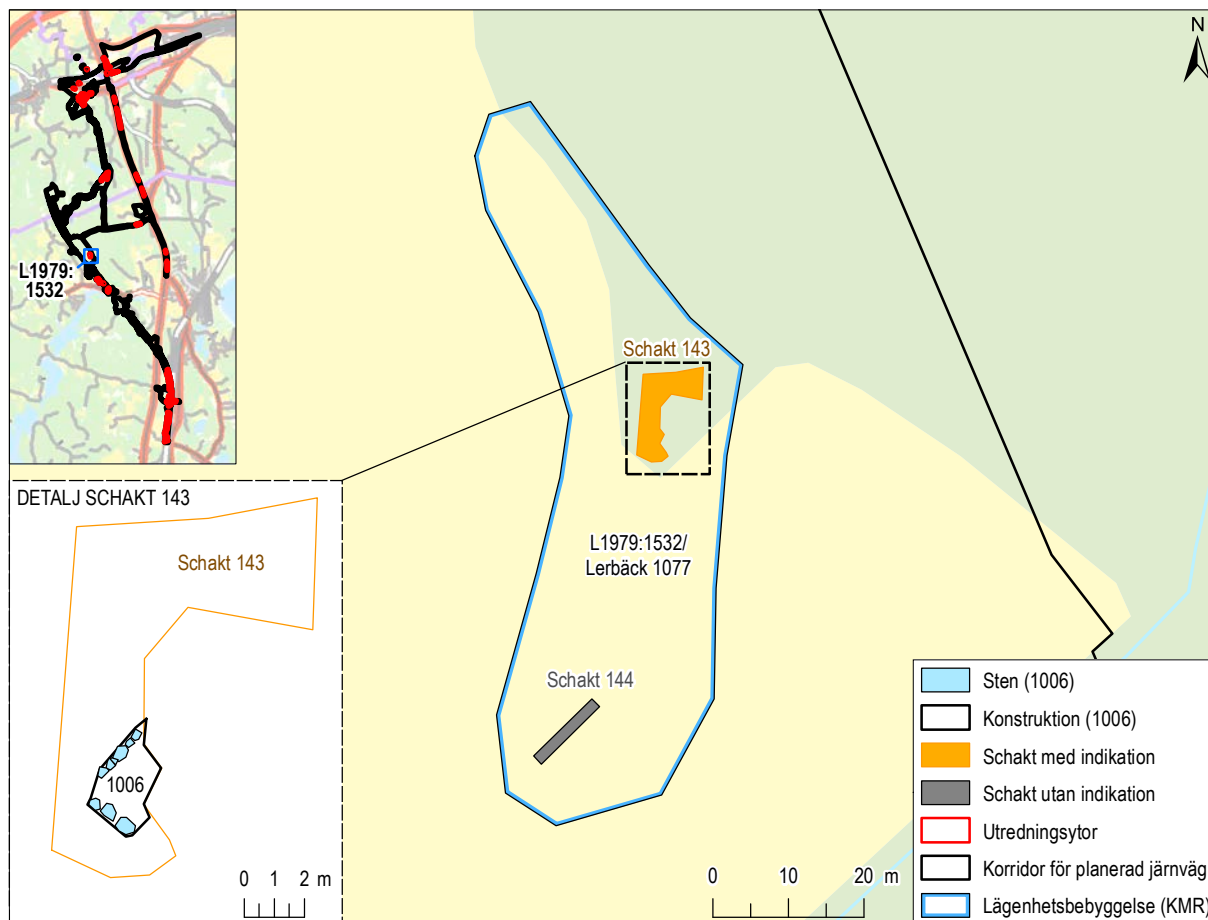 N
L1979:
1532
Schakt 143
DETALJ SCHAKT 143
Schakt 143
L1979:1532/
Lerbäck 1077
Schakt 144
1006
0 1 2 m
0 10 20 m
Sten (1006)
Konstruktion (1006)
Schakt med indikation
Schakt utan indikation
Utredningsytor
Korridor för planerad järnväg
Lägenhetsbebyggelse (KMR)